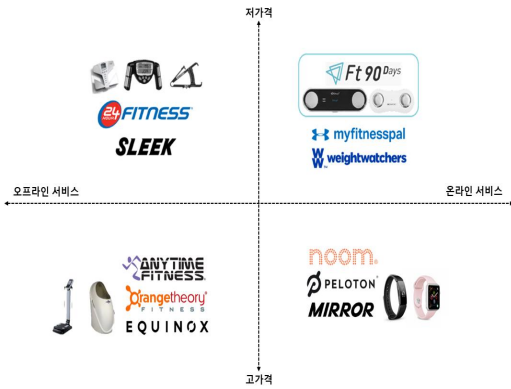 저가격
Ft 90 Days
24 FITNESS
myfitnesspal
SLEEK
WW weightwatchers
오프라인 서비스
온라인 서비스
noom
ANYTIME
FITNESS
PELOTON
Orangetheory
FITNESS
MIRROR
EQUINOX
고가격